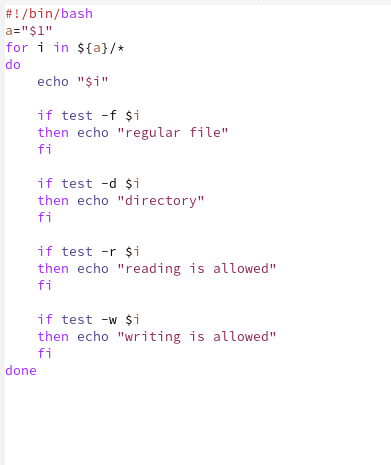 #!/bin/bash
a="$1"
for i in ${a}/*
do
    echo "$i"

    if test -f $i
    then echo "regular file"
    fi

    if test -d $i
    then echo "directory"
    fi

    if test -r $i
    then echo "reading is allowed"
    fi

    if test -w $i
    then echo "writing is allowed"
    fi
done